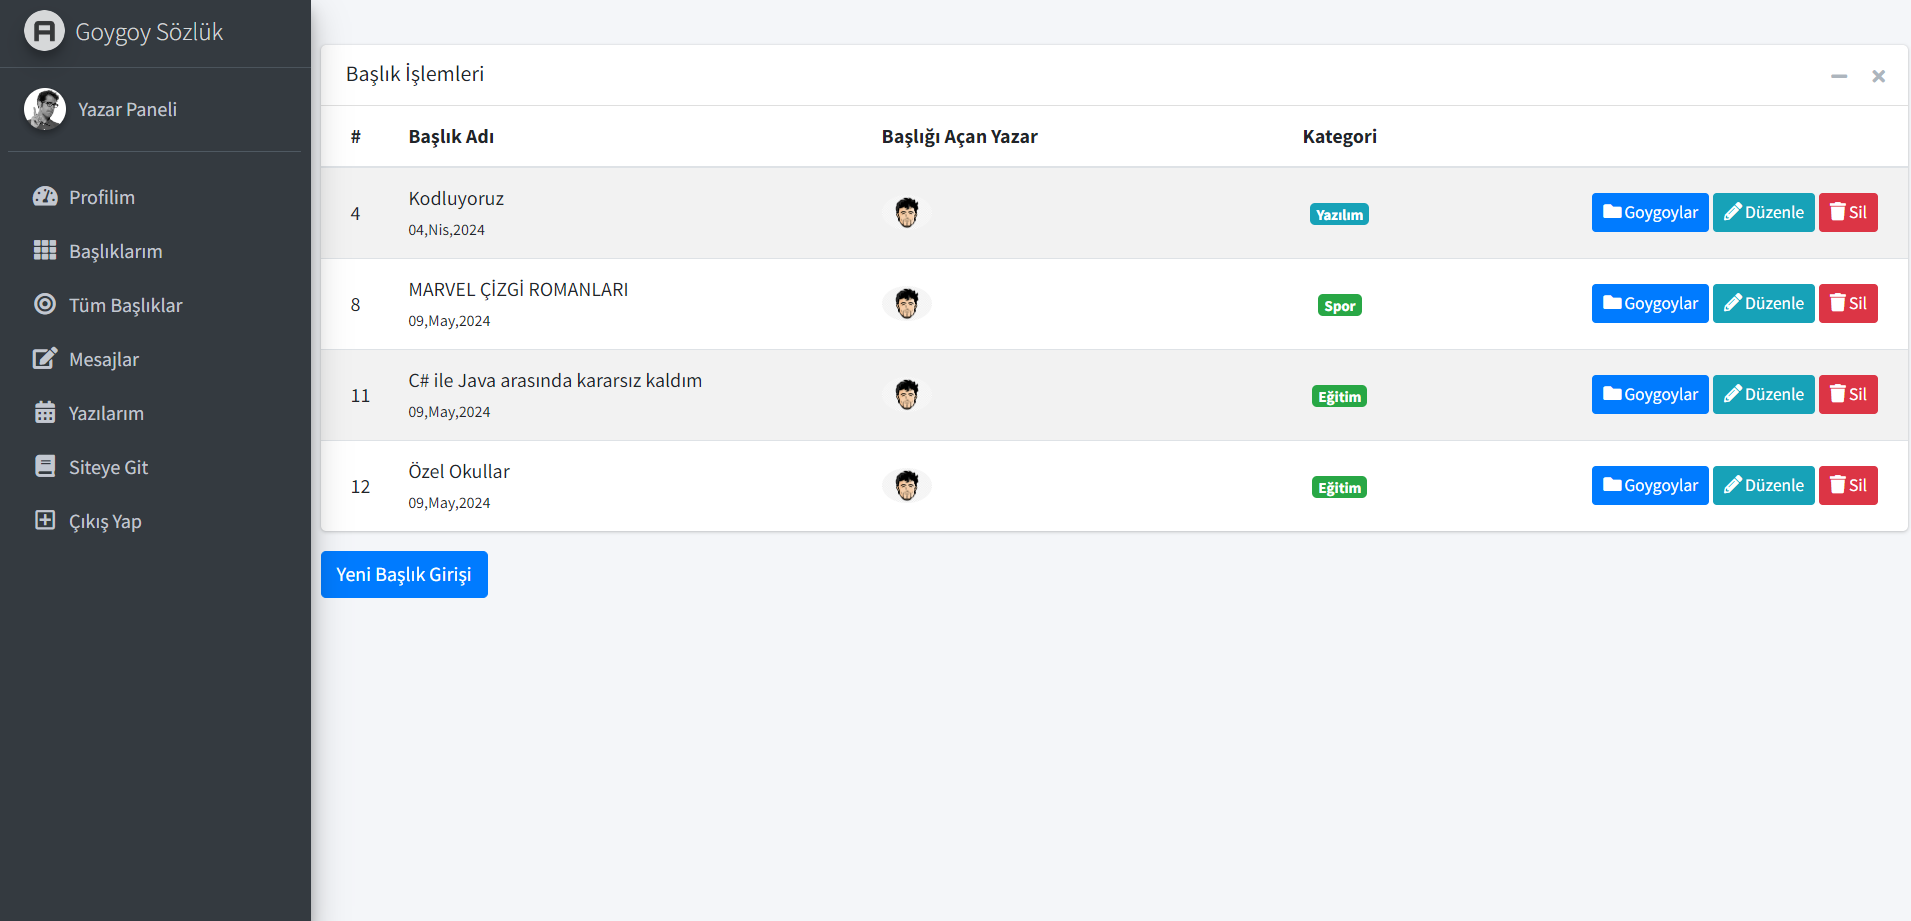 Goygoy Sözlük
Yazar Paneli
Profilim
Başlıklarım
Tüm Başlıklar
Mesajlar
Yazılarım
Siteye Git
Çıkış Yap
Başlık İşlemleri
# Başlık Adı Başlığı Açan Yazar Kategori
4 Kodluyoruz Yazılım Goygoylar Düzenle Sil
04,Nis,2024
8 MARVEL ÇİZGİ ROMANLARI Spor Goygoylar Düzenle Sil
09,May,2024
11 C# ile Java arasında kararsız kaldım Eğitim Goygoylar Düzenle Sil
09,May,2024
12 Özel Okullar Eğitim Goygoylar Düzenle Sil
09,May,2024
Yeni Başlık Girişi